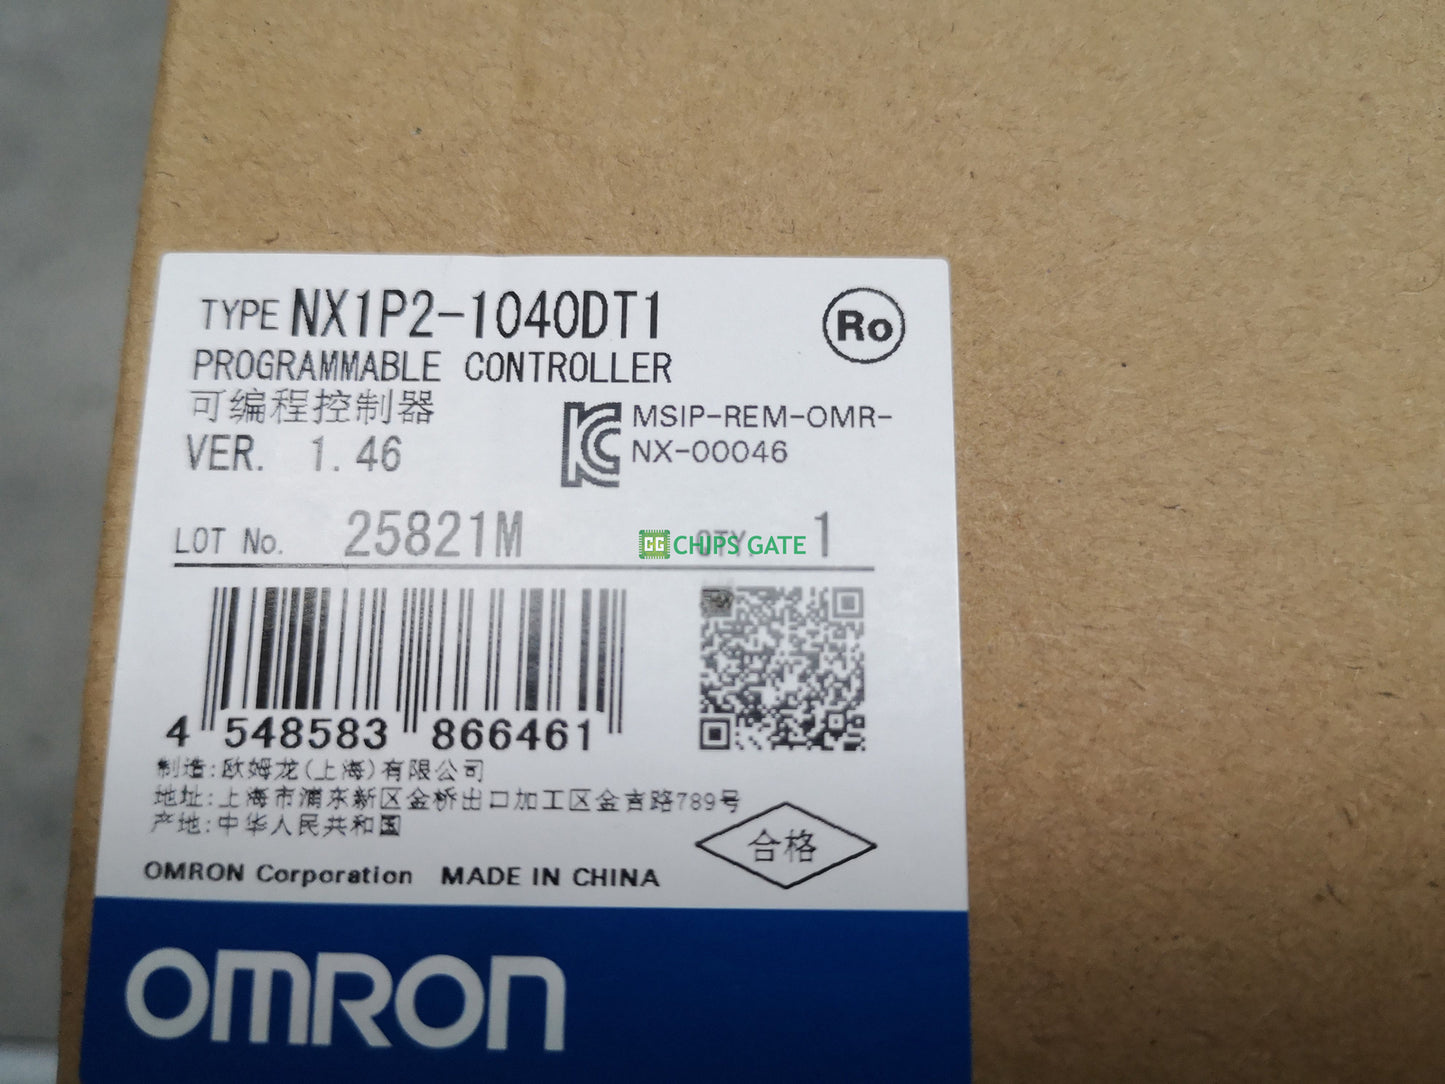 TYPE NX1P2-1040DT1
Ro
PROGRAMMABLE CONTROLLER
可编程控制器
MSIP-REM-OMR-
NX-00046
VER. 1.46
LOT No. 25821M
QTY. 1
CG CHIPS GATE
4 548583 866461
制造:欧姆龙(上海)有限公司
地址:上海市浦东新区金桥出口加工区金吉路789号
产地:中华人民共和国
合格
OMRON Corporation MADE IN CHINA
OMRON